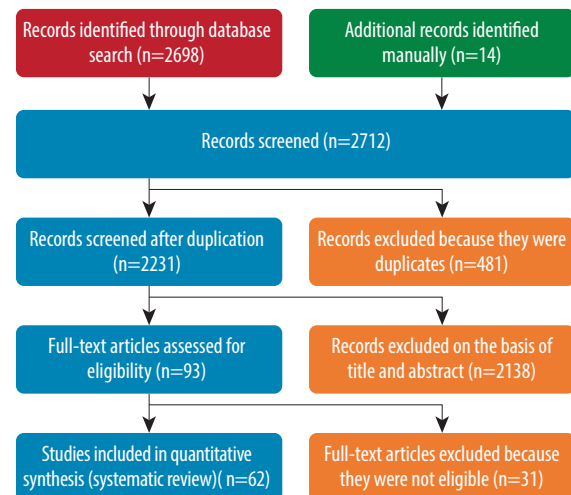 Records identified through database
search (n=2698)
Additional records identified
manually (n=14)
Records screened (n=2712)
Records screened after duplication
(n=2231)
Records excluded because they were
duplicates (n=481)
Full-text articles assessed for
eligibility (n=93)
Records excluded on the basis of
title and abstract (n=2138)
Studies included in quantitative
synthesis (systematic review)( n=62)
Full-text articles excluded because
they were not eligible (n=31)